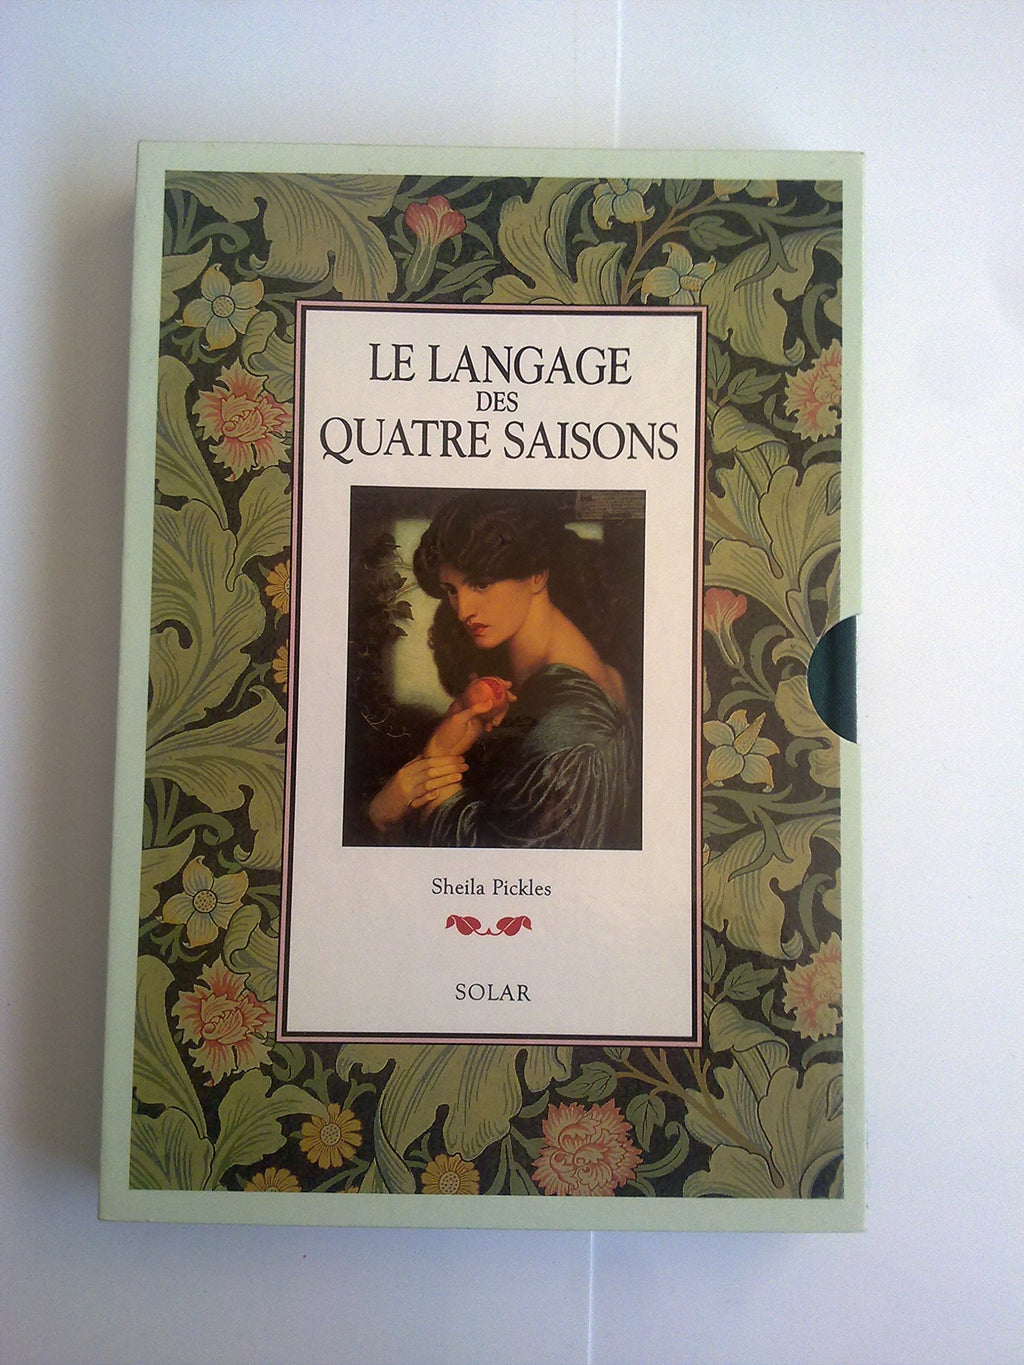 LE LANGAGE
DES
QUATRE SAISONS
Sheila Pickles
SOLAR